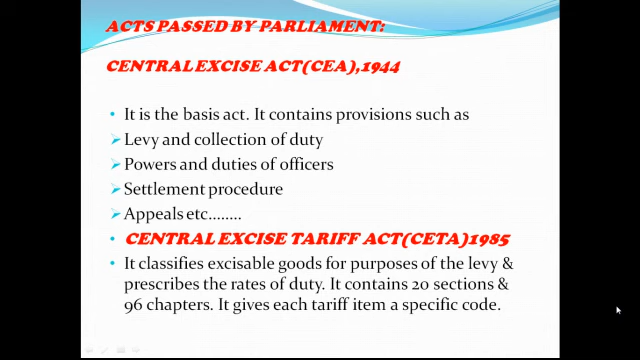 ACTS PASSED BY PARLIAMENT:
CENTRAL EXCISE ACT(CEA),1944
• It is the basis act. It contains provisions such as
➢ Levy and collection of duty
➢ Powers and duties of officers
➢ Settlement procedure
➢ Appeals etc........
• CENTRAL EXCISE TARIFF ACT(CETA)1985
• It classifies excisable goods for purposes of the levy &
prescribes the rates of duty. It contains 20 sections &
96 chapters. It gives each tariff item a specific code.